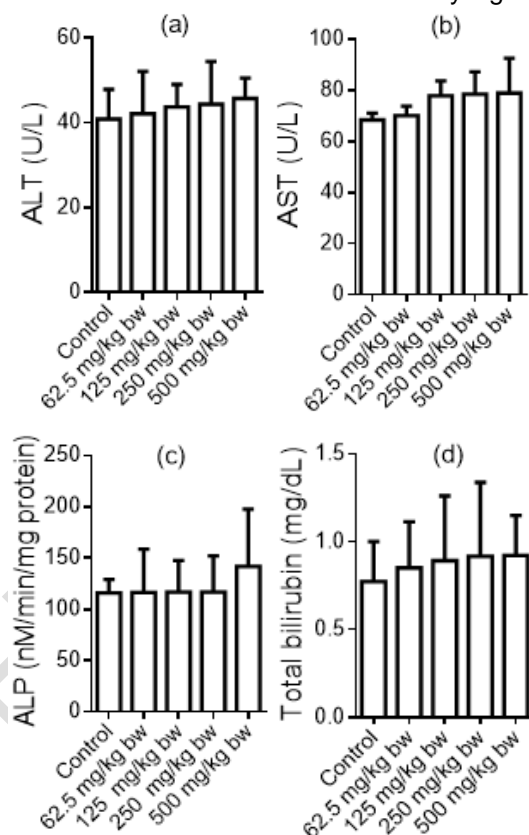 (a)
ALT (U/L)
60
40
20
0
Control
62.5 mg/kg bw
125 mg/kg bw
250 mg/kg bw
500 mg/kg bw
(b)
AST (U/L)
100
80
60
40
20
0
Control
62.5 mg/kg bw
125 mg/kg bw
250 mg/kg bw
500 mg/kg bw
(c)
ALP (nM/min/mg protein)
250
200
150
100
50
0
Control
62.5 mg/kg bw
125 mg/kg bw
250 mg/kg bw
500 mg/kg bw
(d)
Total bilirubin (mg/dL)
1.5
1.0
0.5
0.0
Control
62.5 mg/kg bw
125 mg/kg bw
250 mg/kg bw
500 mg/kg bw